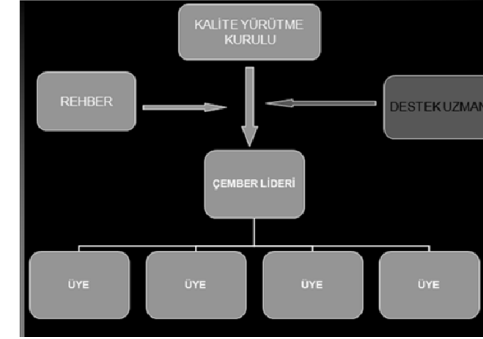 KALİTE YÜRÜTME
KURULU
REHBER
DESTEK UZMAN
ÇEMBER LİDERİ
ÜYE
ÜYE
ÜYE
ÜYE